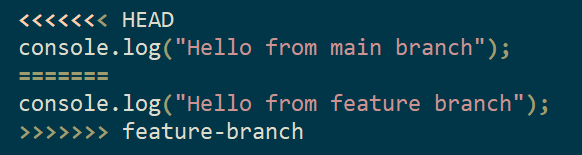 <<<<<<< HEAD
console.log("Hello from main branch");
=======
console.log("Hello from feature branch");
>>>>>>> feature-branch